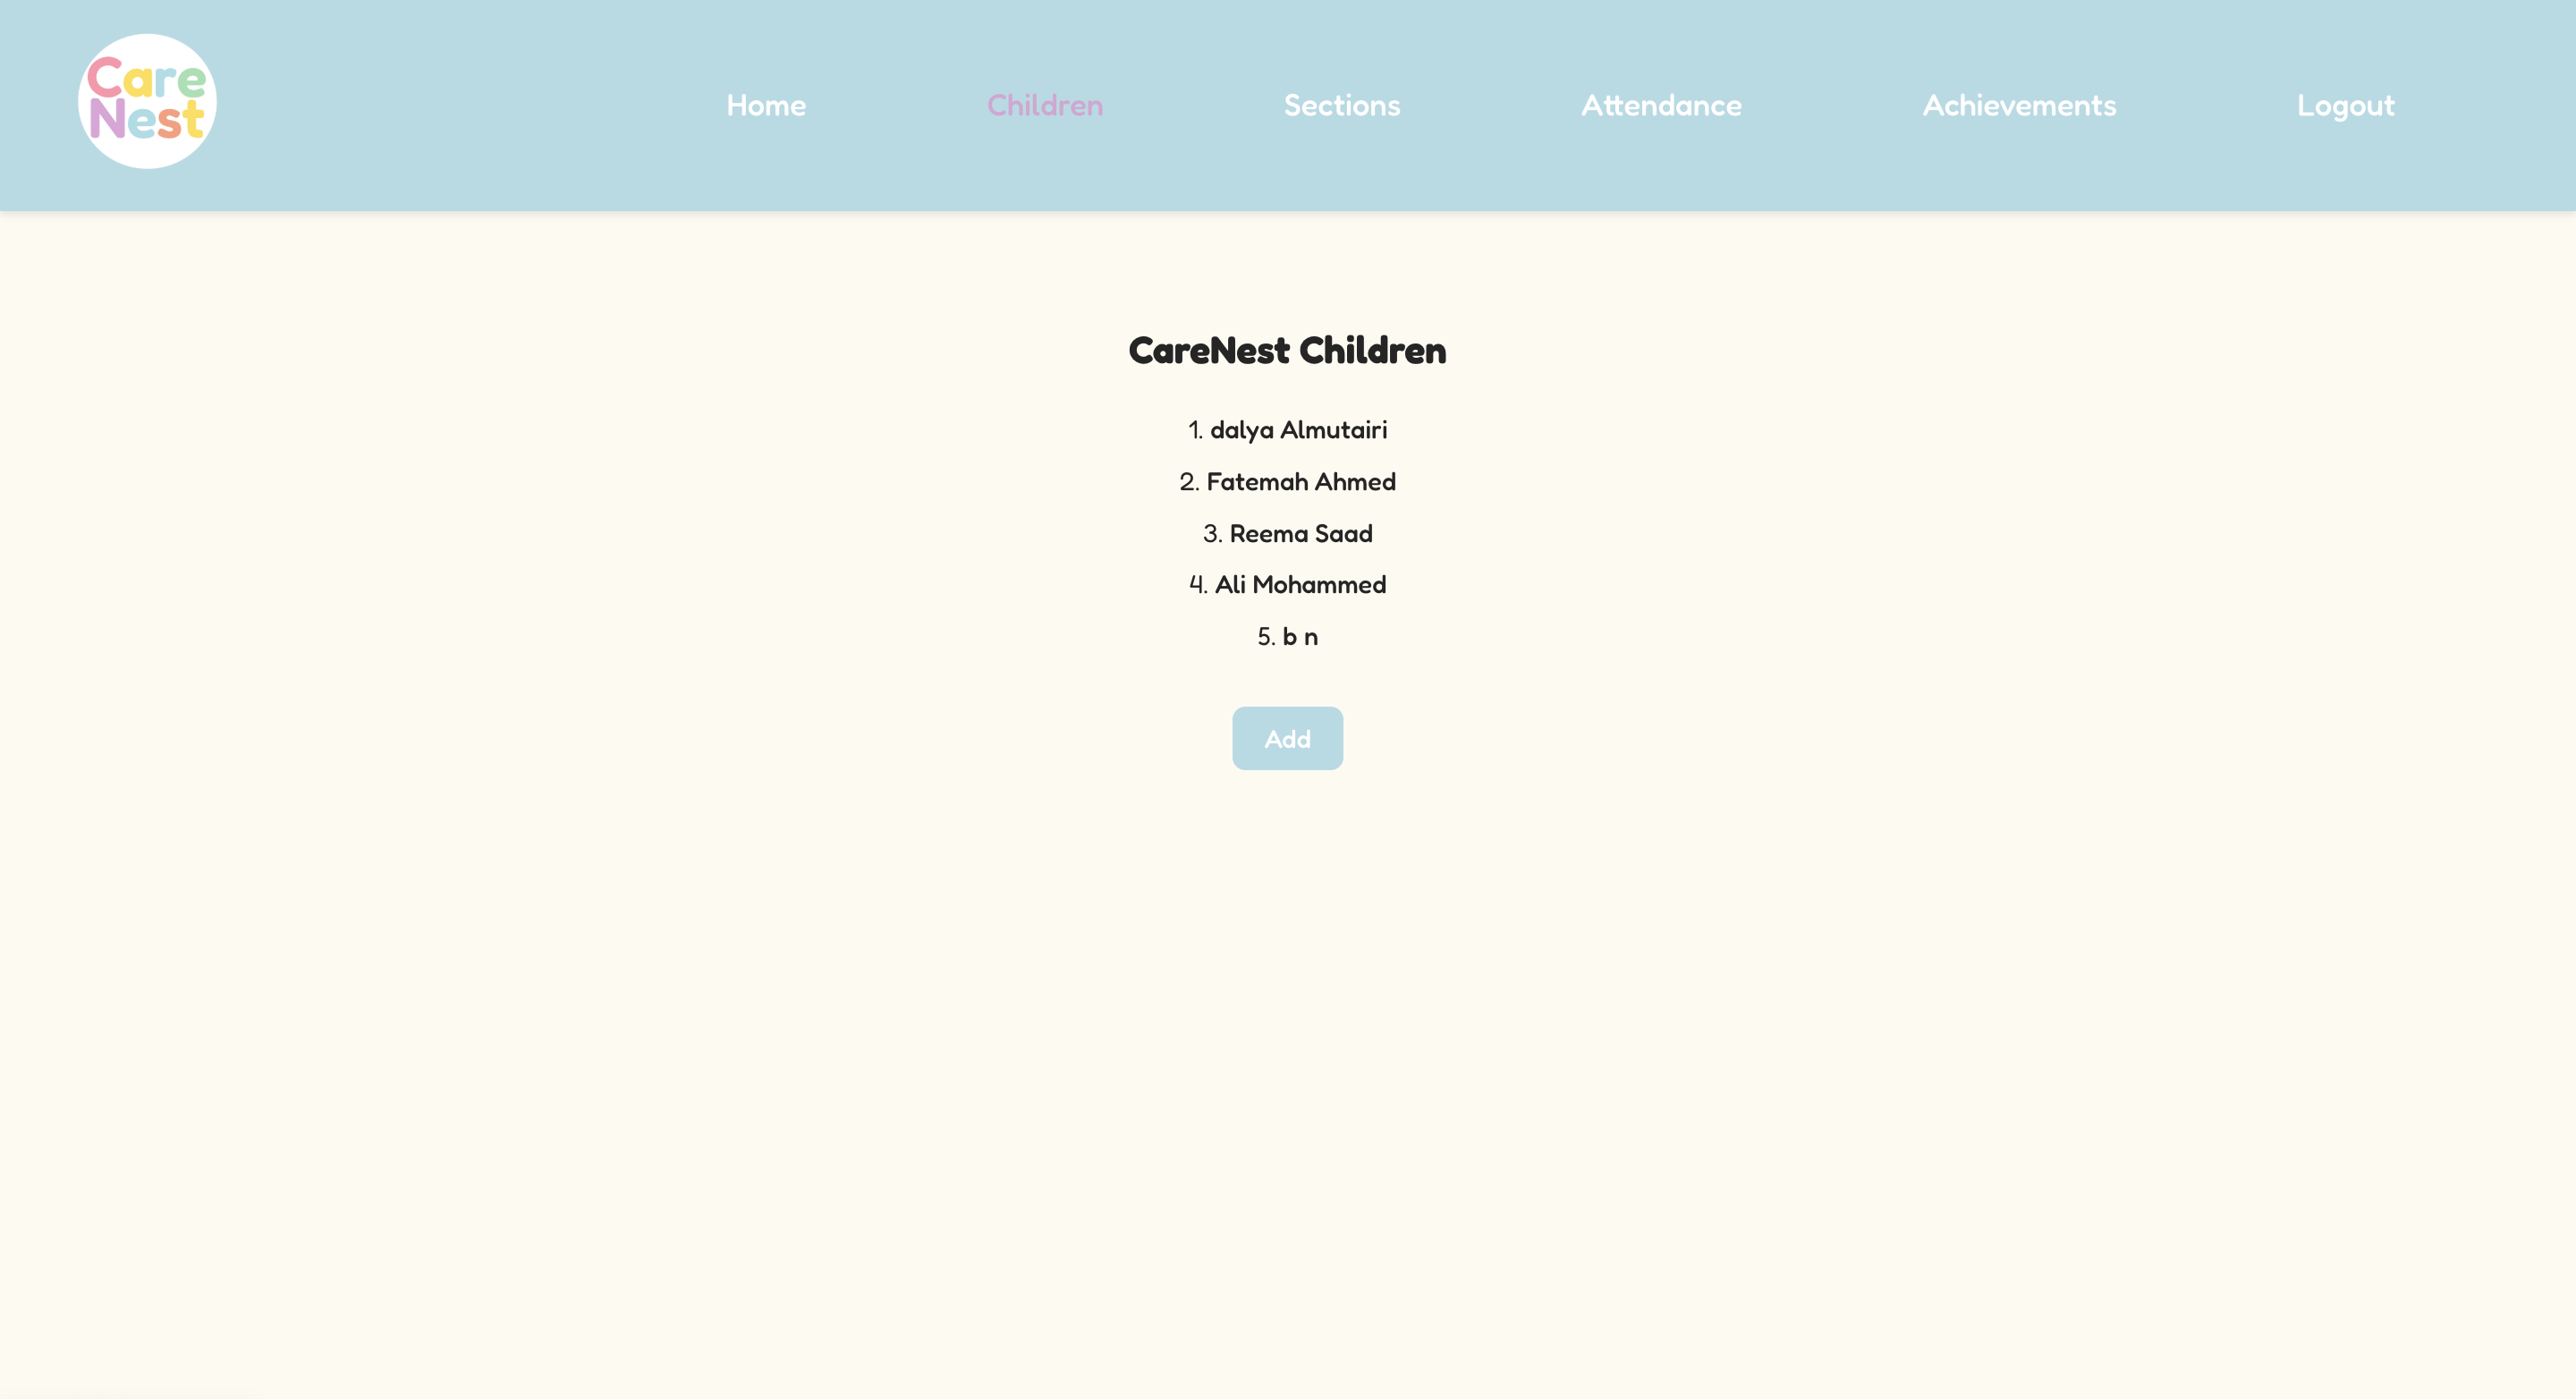 Care
Nest
Home Children Sections Attendance Achievements Logout
CareNest Children
1. dalya Almutairi
2. Fatemah Ahmed
3. Reema Saad
4. Ali Mohammed
5. b n
Add